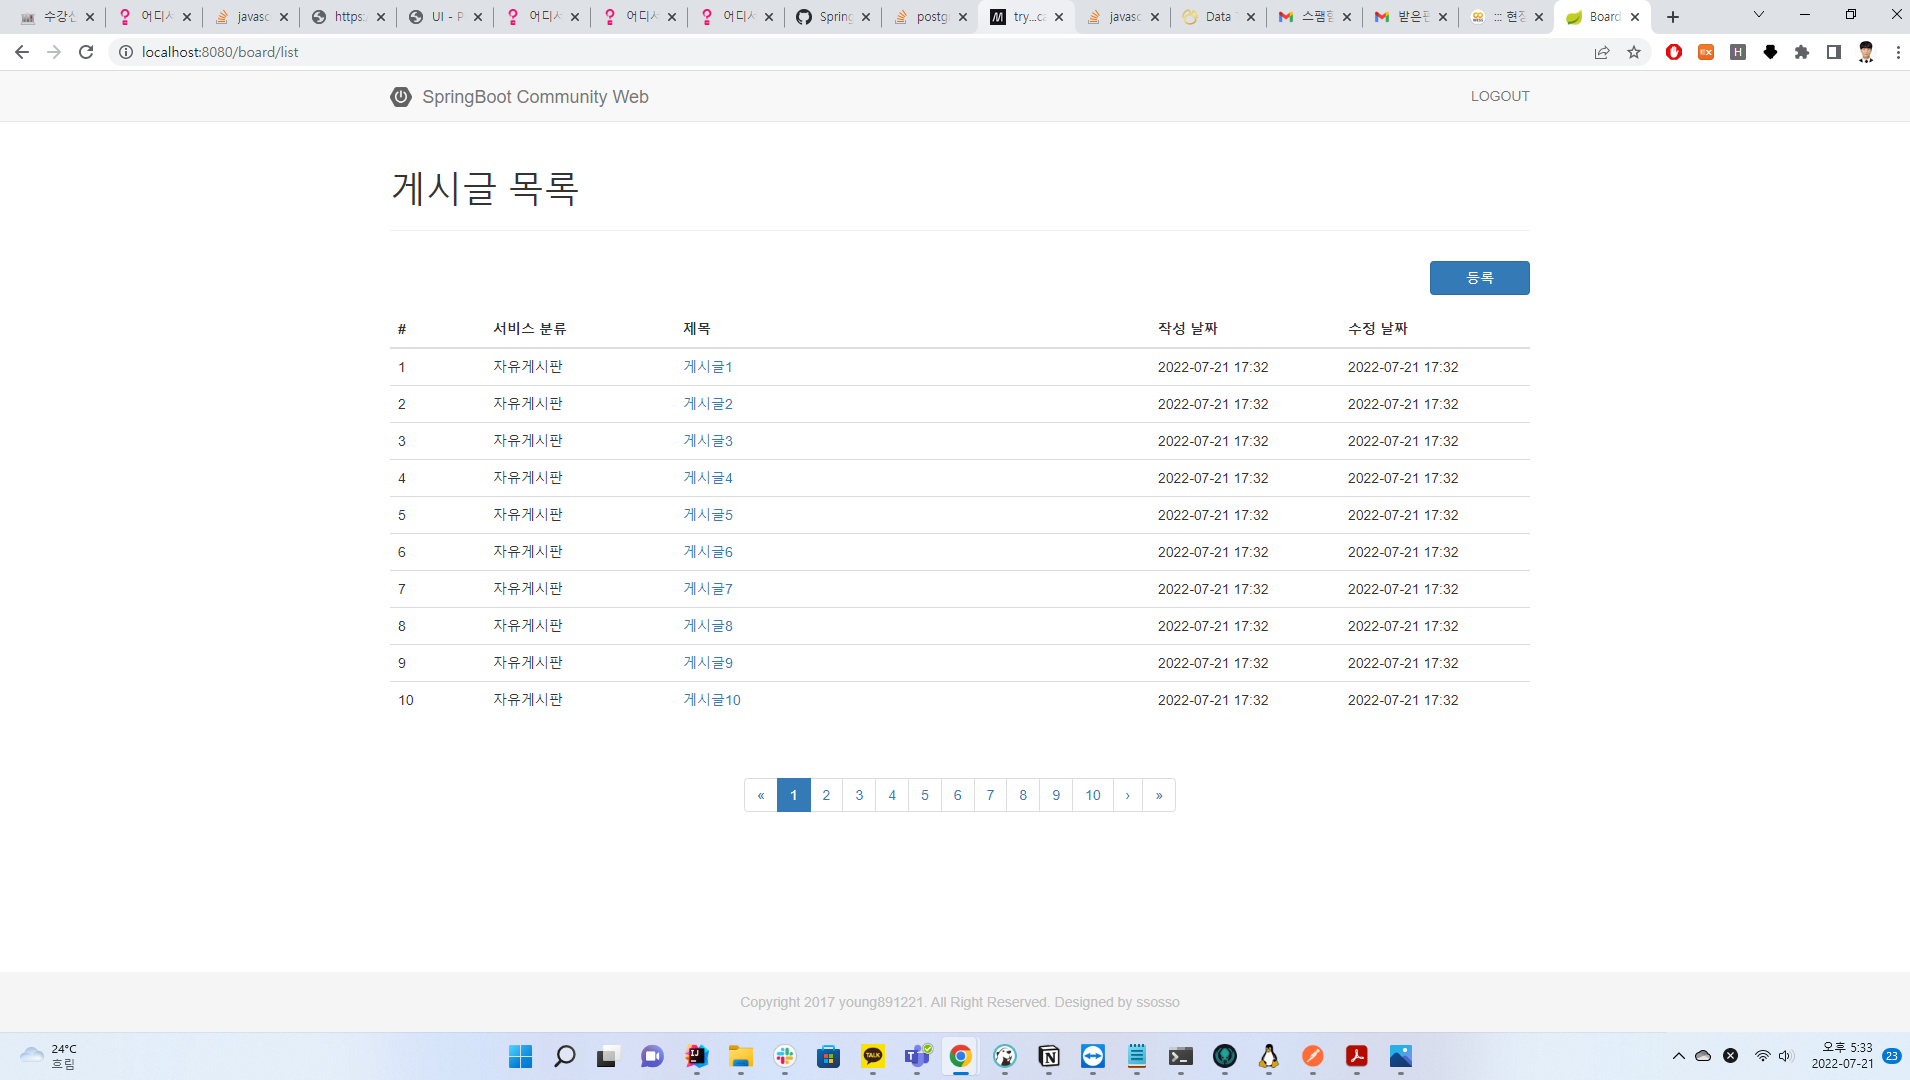 수강신 어디서 javasc https:/ UI - P 어디서 어디서 어디서 Spring postgr try...ca javasc Data 스팸함 받은편 ::: 현장 Board
localhost:8080/board/list
SpringBoot Community Web LOGOUT
게시글 목록
등록
# 서비스 분류 제목 작성 날짜 수정 날짜
1 자유게시판 게시글1 2022-07-21 17:32 2022-07-21 17:32
2 자유게시판 게시글2 2022-07-21 17:32 2022-07-21 17:32
3 자유게시판 게시글3 2022-07-21 17:32 2022-07-21 17:32
4 자유게시판 게시글4 2022-07-21 17:32 2022-07-21 17:32
5 자유게시판 게시글5 2022-07-21 17:32 2022-07-21 17:32
6 자유게시판 게시글6 2022-07-21 17:32 2022-07-21 17:32
7 자유게시판 게시글7 2022-07-21 17:32 2022-07-21 17:32
8 자유게시판 게시글8 2022-07-21 17:32 2022-07-21 17:32
9 자유게시판 게시글9 2022-07-21 17:32 2022-07-21 17:32
10 자유게시판 게시글10 2022-07-21 17:32 2022-07-21 17:32
« 1 2 3 4 5 6 7 8 9 10 › »
Copyright 2017 young891221. All Right Reserved. Designed by ssosso
24°C
흐림
오후 5:33
2022-07-21
23